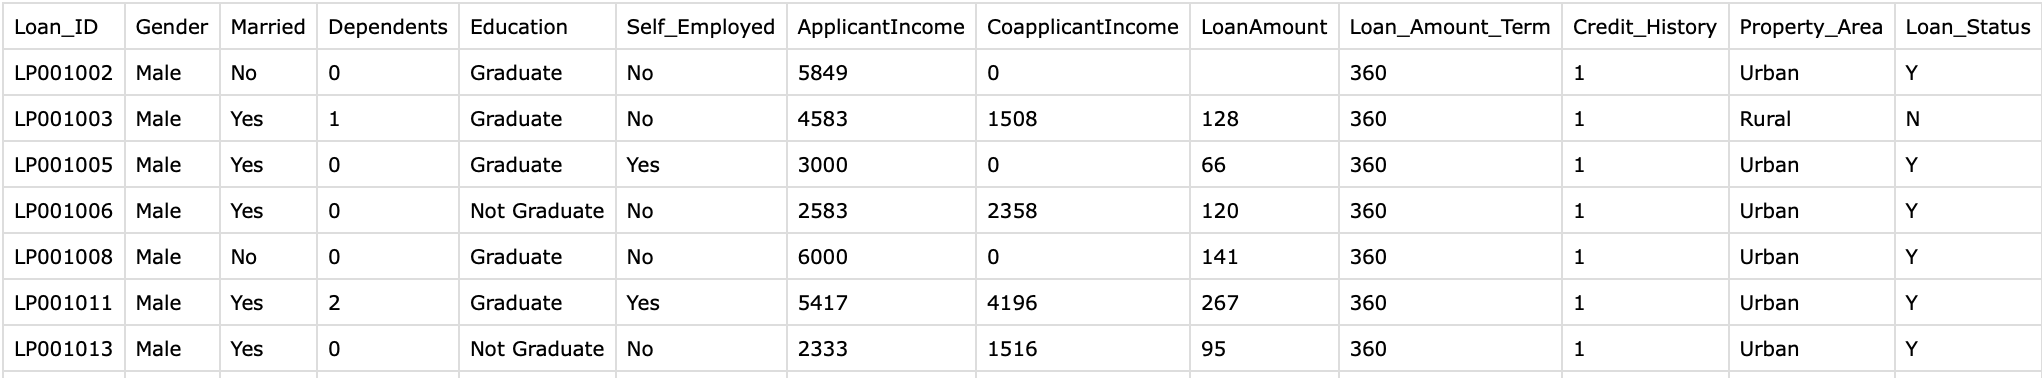 Loan_ID Gender Married Dependents Education Self_Employed ApplicantIncome CoapplicantIncome LoanAmount Loan_Amount_Term Credit_History Property_Area Loan_Status
LP001002 Male No 0 Graduate No 5849 0 360 1 Urban Y
LP001003 Male Yes 1 Graduate No 4583 1508 128 360 1 Rural N
LP001005 Male Yes 0 Graduate Yes 3000 0 66 360 1 Urban Y
LP001006 Male Yes 0 Not Graduate No 2583 2358 120 360 1 Urban Y
LP001008 Male No 0 Graduate No 6000 0 141 360 1 Urban Y
LP001011 Male Yes 2 Graduate Yes 5417 4196 267 360 1 Urban Y
LP001013 Male Yes 0 Not Graduate No 2333 1516 95 360 1 Urban Y